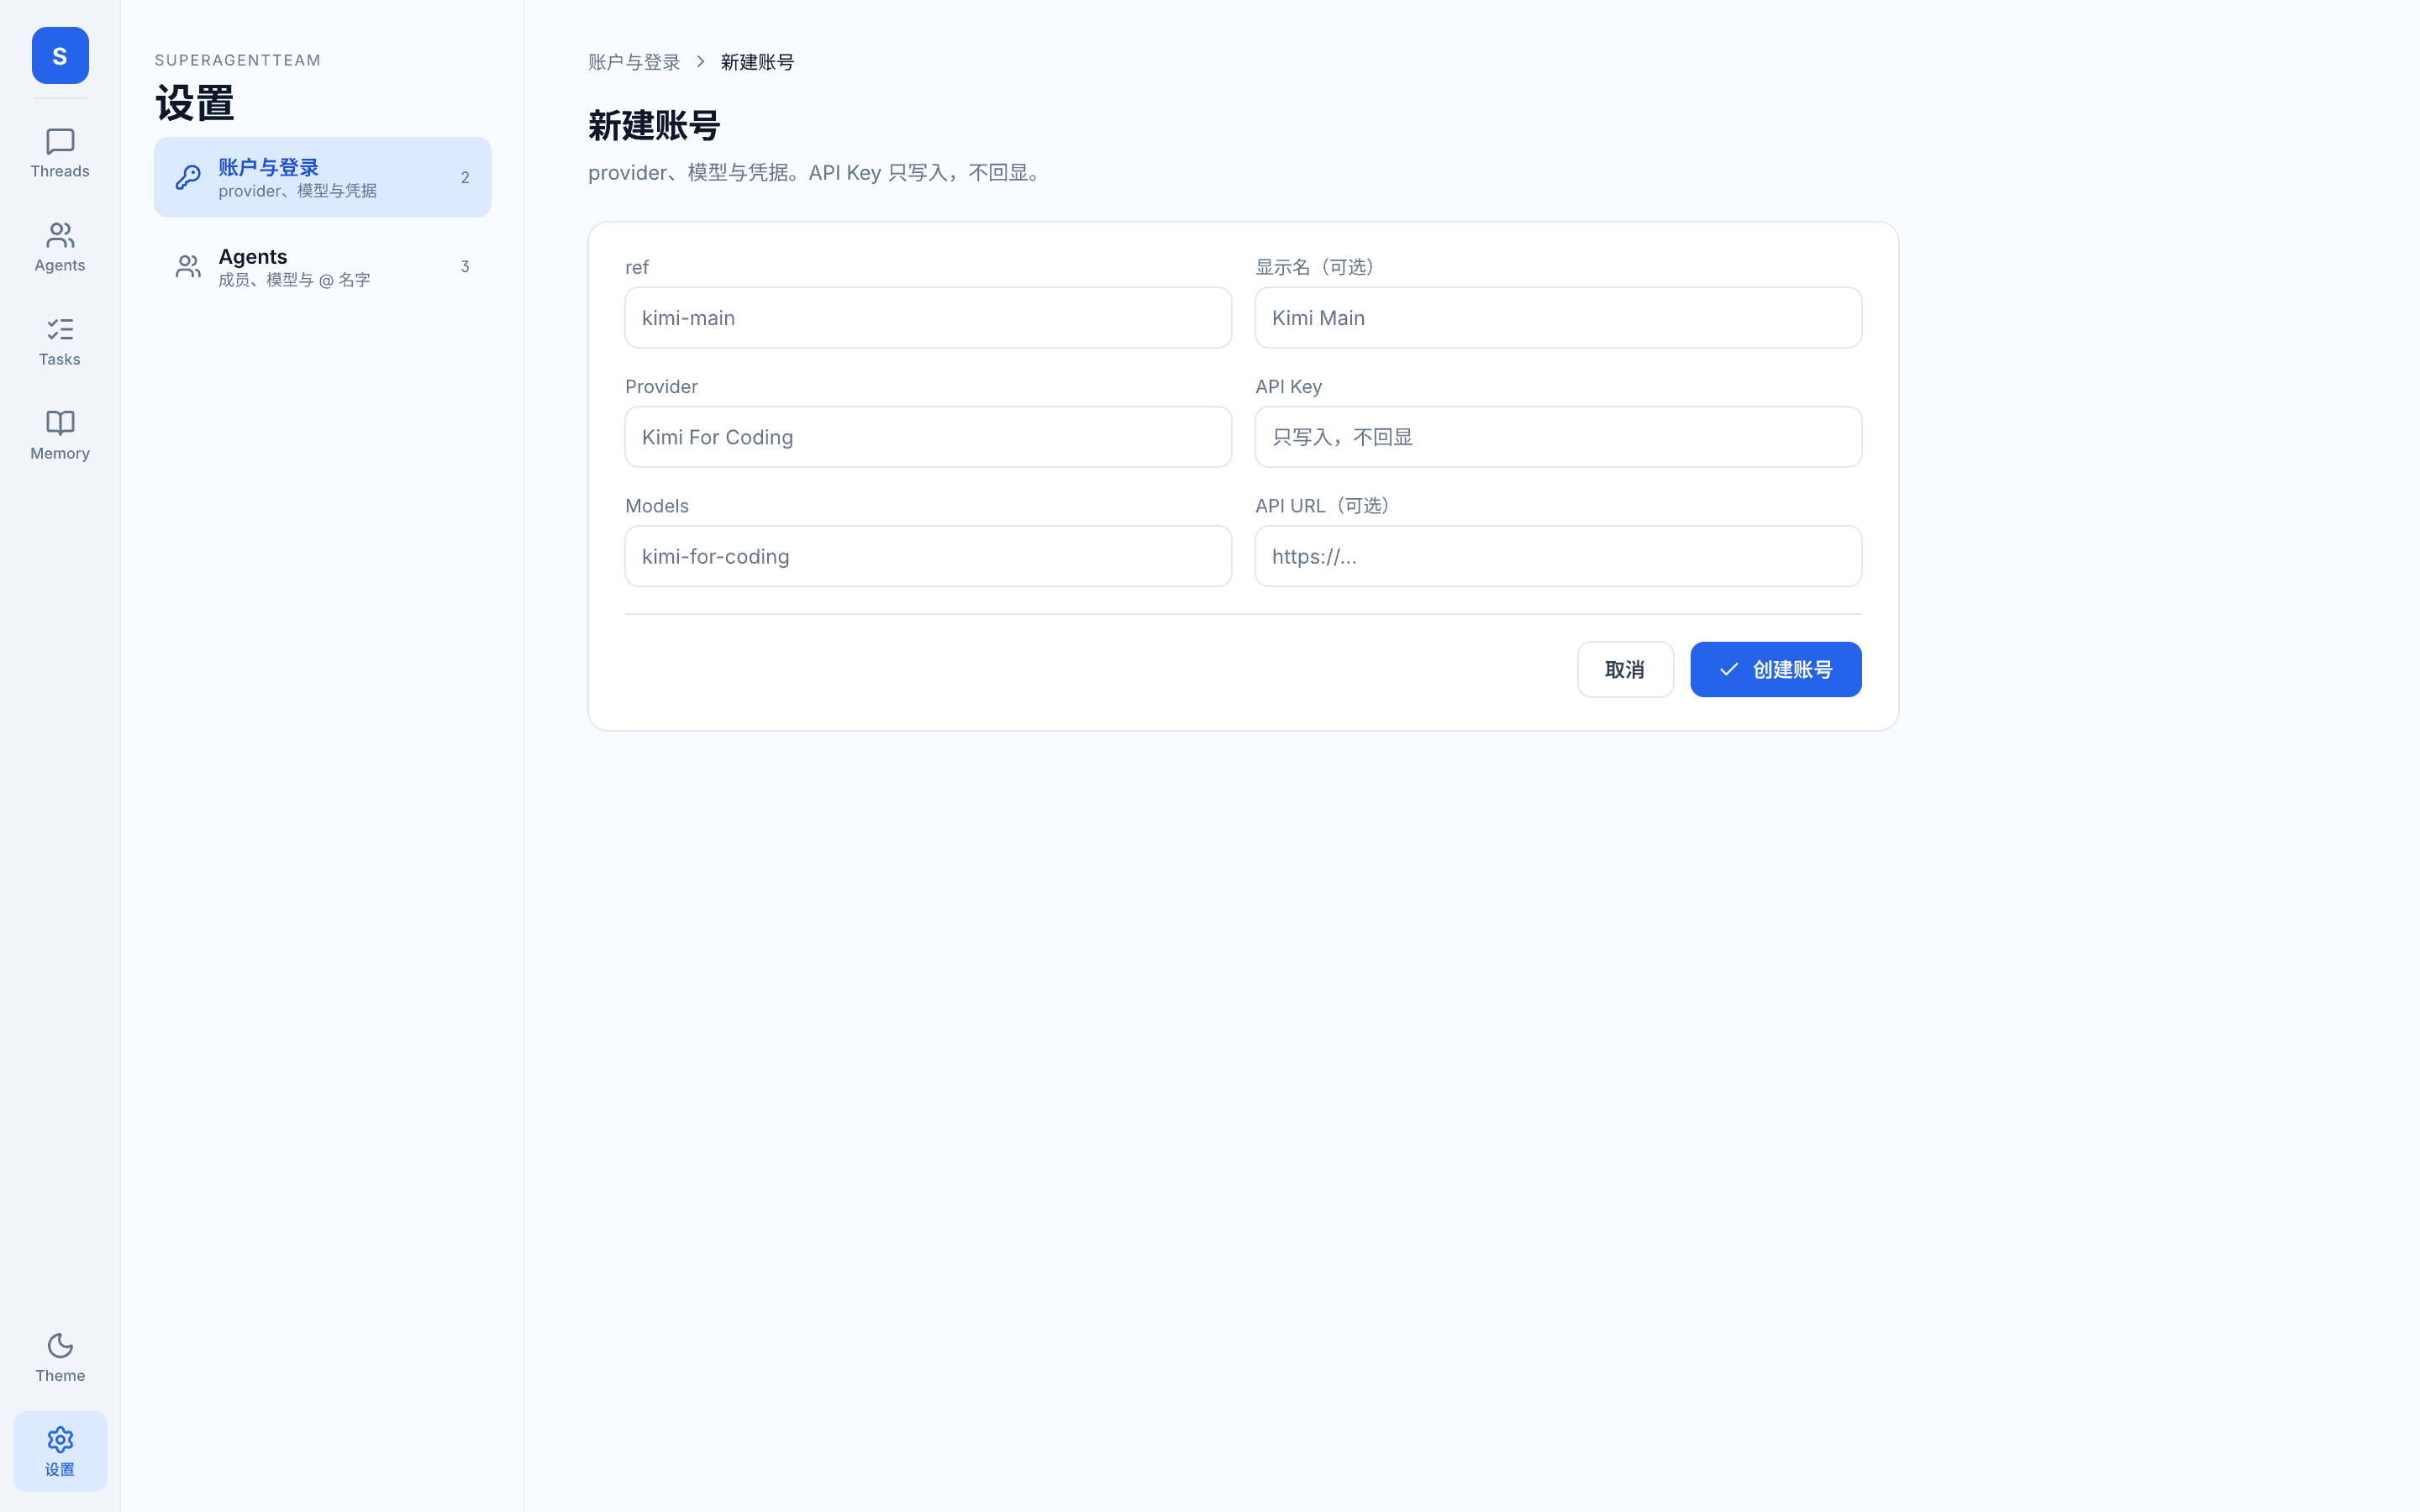 S
Threads
Agents
Tasks
Memory
Theme
设置
SUPERAGENTTEAM
设置
账户与登录
provider、模型与凭据
2
Agents
成员、模型与 @ 名字
3
账户与登录 > 新建账号
新建账号
provider、模型与凭据。API Key 只写入，不回显。
ref
kimi-main
显示名（可选）
Kimi Main
Provider
Kimi For Coding
API Key
只写入，不回显
Models
kimi-for-coding
API URL（可选）
https://...
取消
创建账号